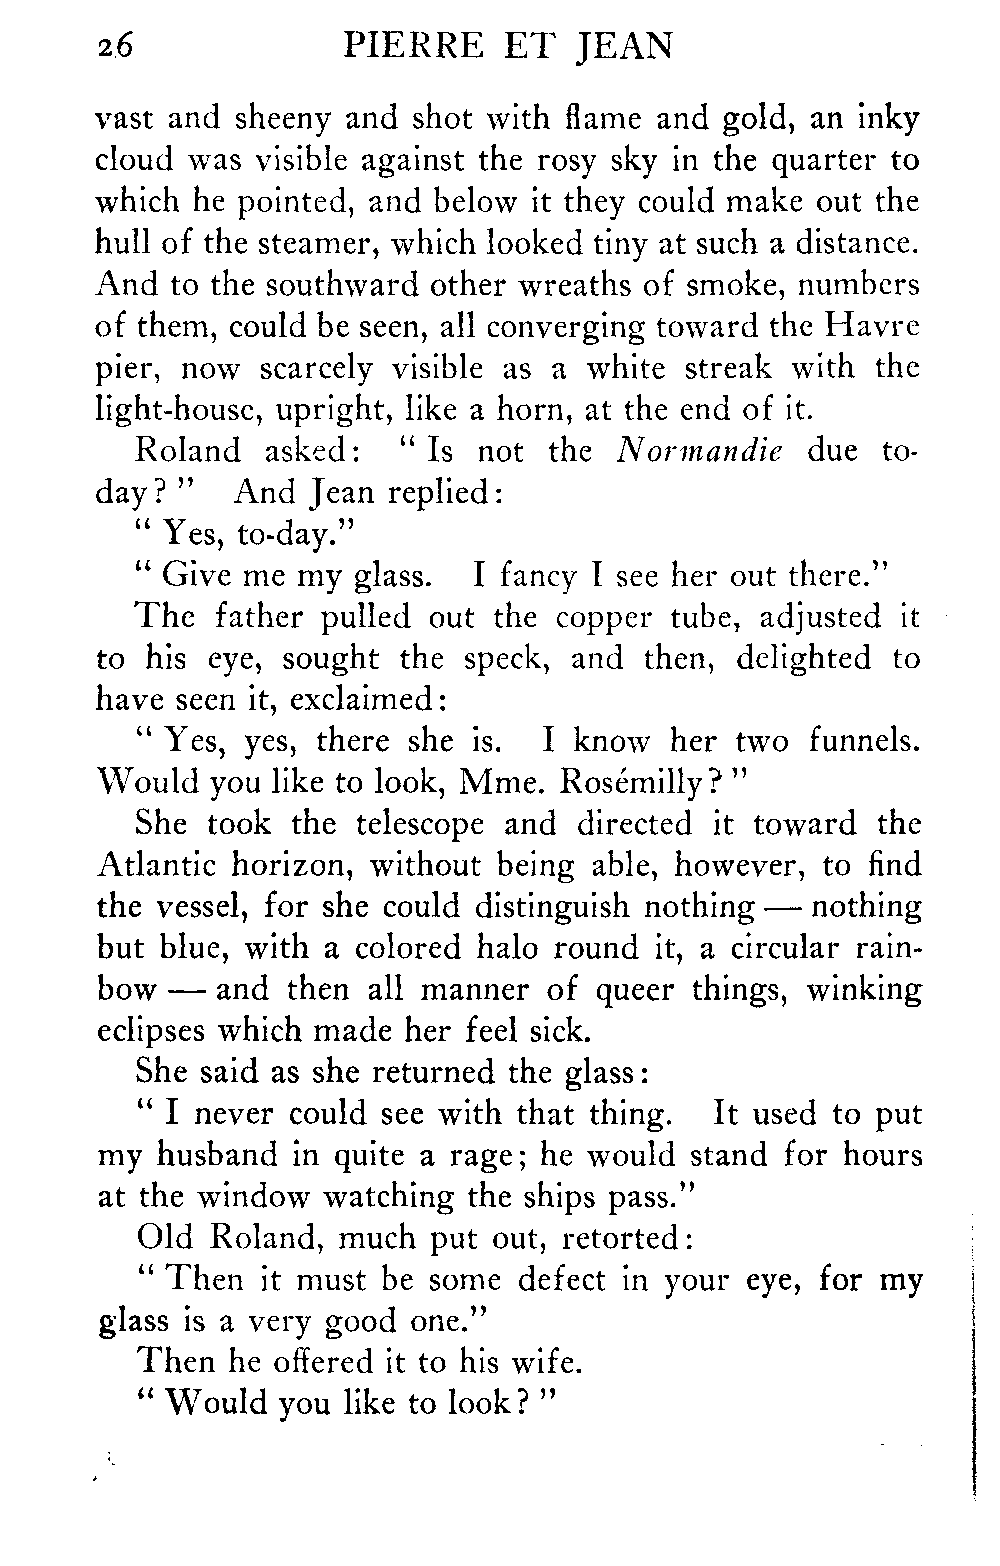 26 PIERRE ET JEAN
vast and sheeny and shot with flame and gold, an inky
cloud was visible against the rosy sky in the quarter to
which he pointed, and below it they could make out the
hull of the steamer, which looked tiny at such a distance.
And to the southward other wreaths of smoke, numbers
of them, could be seen, all converging toward the Havre
pier, now scarcely visible as a white streak with the
light-house, upright, like a horn, at the end of it.
Roland asked: “ Is not the Normandie due to-
day? ” And Jean replied:
“ Yes, to-day.”
“ Give me my glass. I fancy I see her out there.”
The father pulled out the copper tube, adjusted it
to his eye, sought the speck, and then, delighted to
have seen it, exclaimed:
“ Yes, yes, there she is. I know her two funnels.
Would you like to look, Mme. Rosémilly? ”
She took the telescope and directed it toward the
Atlantic horizon, without being able, however, to find
the vessel, for she could distinguish nothing — nothing
but blue, with a colored halo round it, a circular rain-
bow — and then all manner of queer things, winking
eclipses which made her feel sick.
She said as she returned the glass:
“ I never could see with that thing. It used to put
my husband in quite a rage; he would stand for hours
at the window watching the ships pass.”
Old Roland, much put out, retorted:
“ Then it must be some defect in your eye, for my
glass is a very good one.”
Then he offered it to his wife.
“ Would you like to look? ”